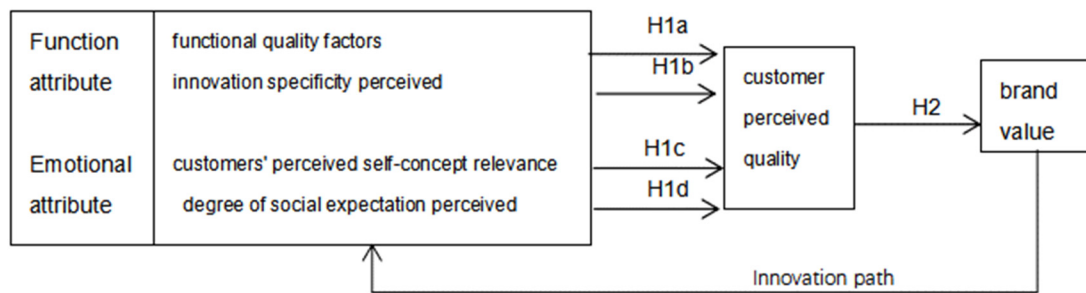 Function
attribute
functional quality factors
innovation specificity perceived
Emotional
attribute
customers' perceived self-concept relevance
degree of social expectation perceived
H1a
H1b
H1c
H1d
customer
perceived
quality
H2
brand
value
Innovation path